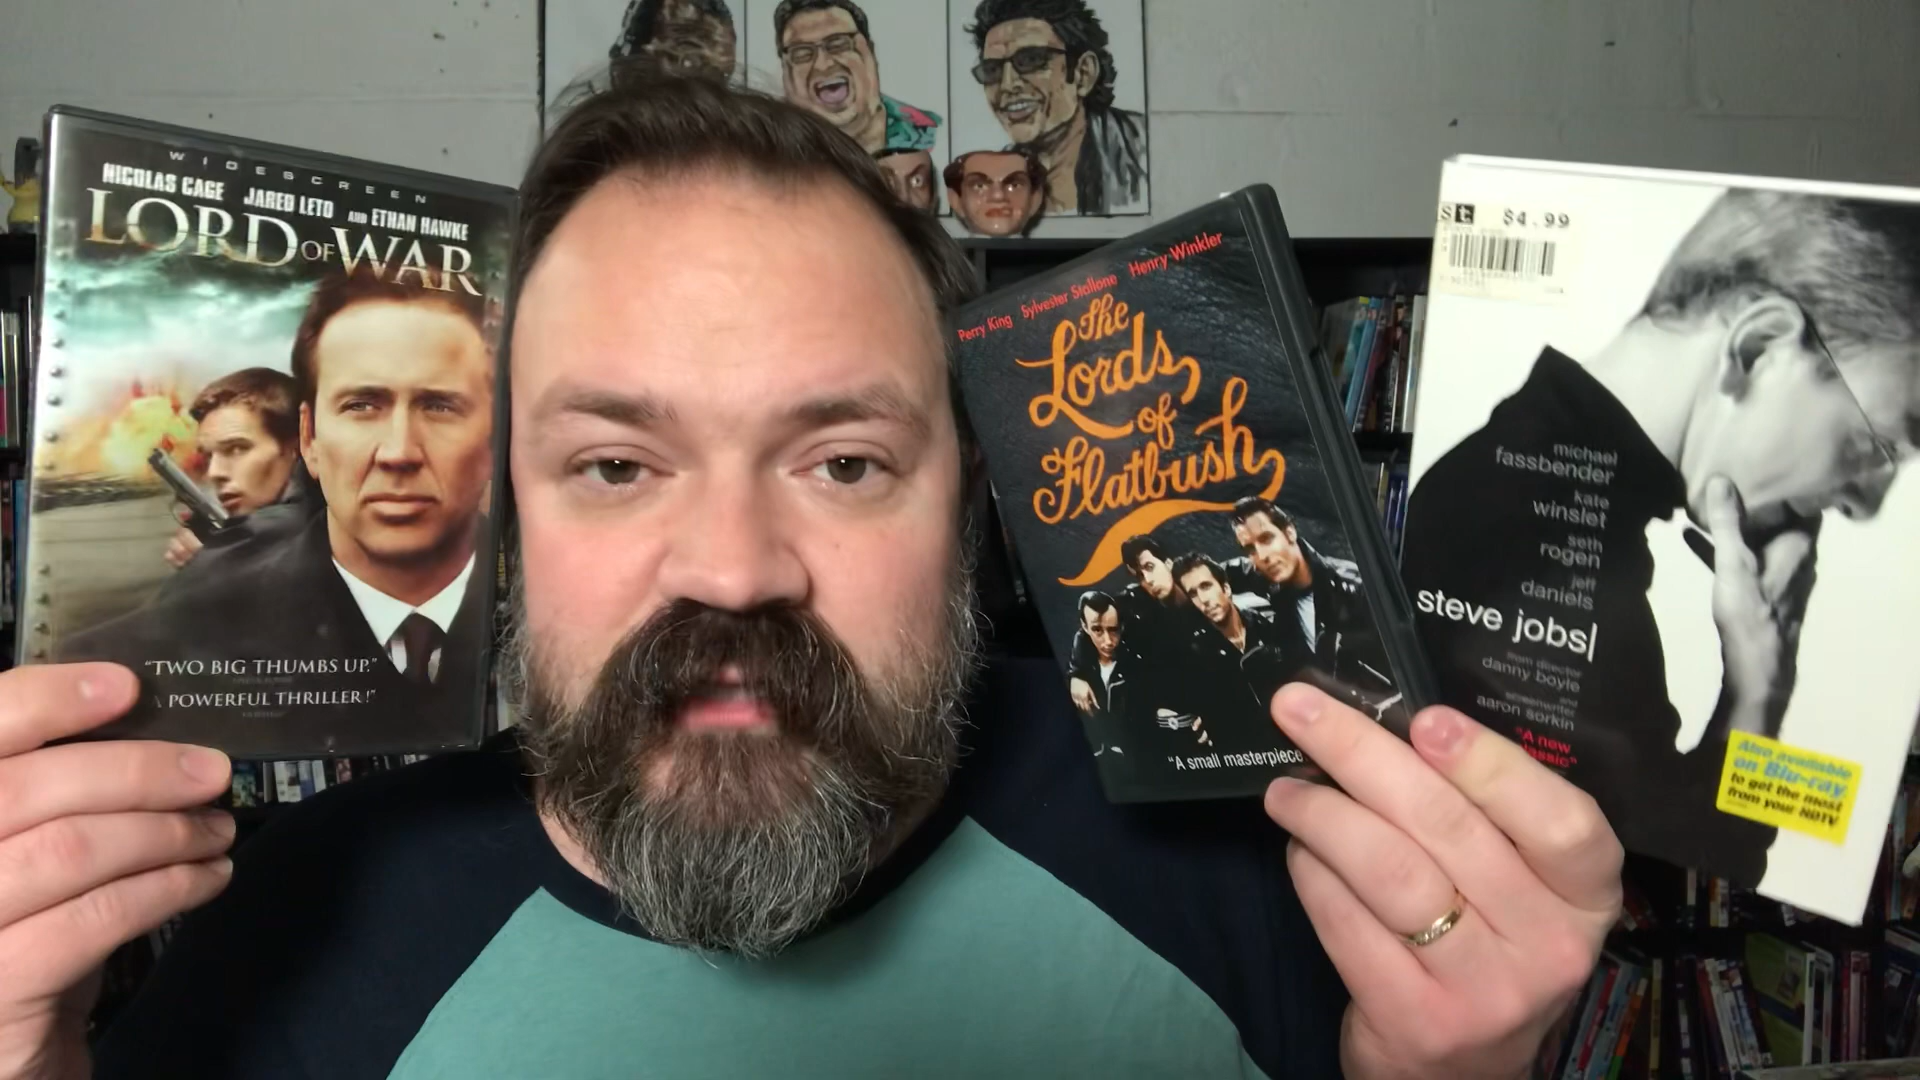 WIDESCREEN
NICOLAS CAGE JARED LETO AND ETHAN HAWKE
LORD OF WAR
"TWO BIG THUMBS UP."
POWERFUL THRILLER!"
Perry King Sylvester Stallone Henry Winkler
The
Lords
of
Flatbush
"A small masterpiece
$4.99
michael
fassbender
kate
winslet
seth
rogen
jeff
daniels
steve jobs
from director
danny boyle
screenwriter
aaron sorkin
"A new
Also available
on Blu-ray
to get the most
from your HDTV